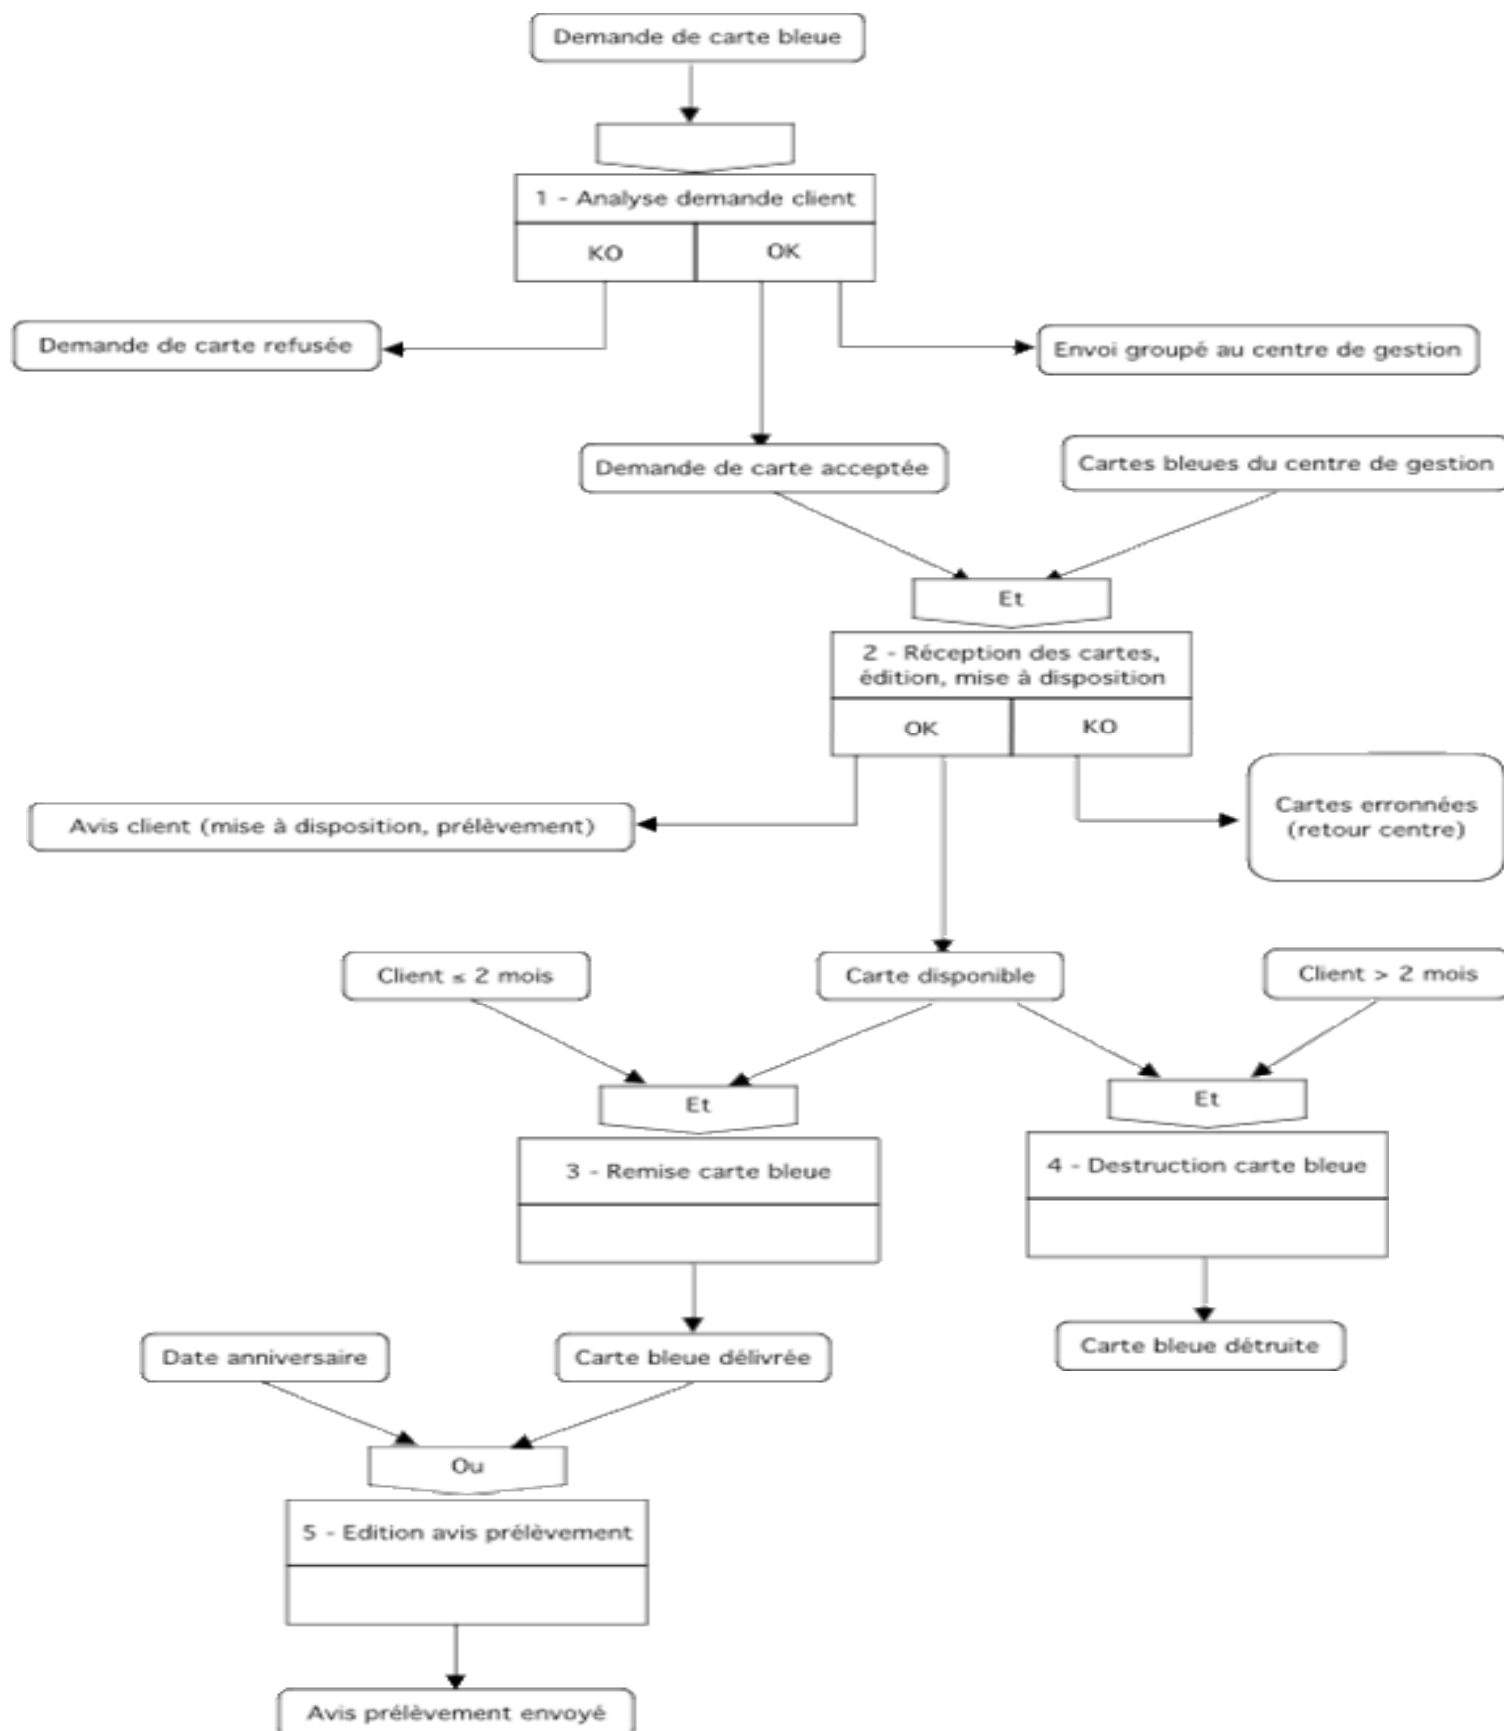 Demande de carte bleue
1 - Analyse demande client
KO
OK
Demande de carte refusée
Envoi groupé au centre de gestion
Demande de carte acceptée
Cartes bleues du centre de gestion
Et
2 - Réception des cartes,
édition, mise à disposition
OK
KO
Avis client (mise à disposition, prélèvement)
Cartes erronnées
(retour centre)
Client ≤ 2 mois
Carte disponible
Client > 2 mois
Et
Et
3 - Remise carte bleue
4 - Destruction carte bleue
Date anniversaire
Carte bleue délivrée
Carte bleue détruite
Ou
5 - Edition avis prélèvement
Avis prélèvement envoyé